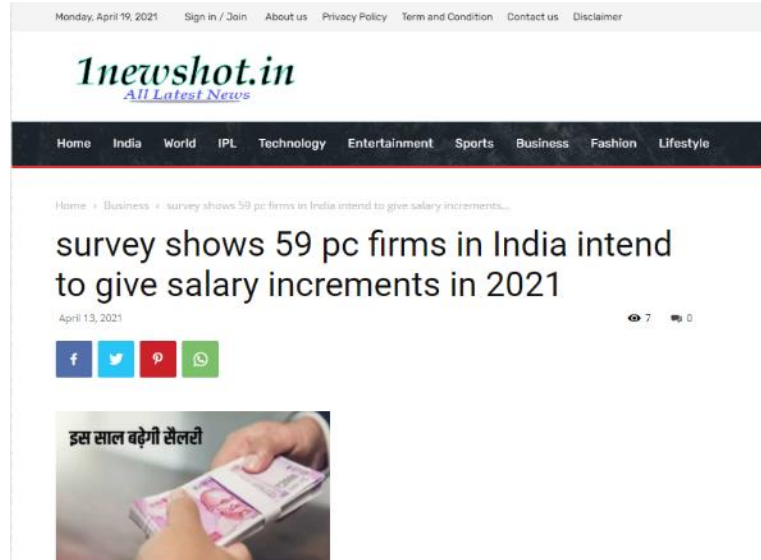 Monday, April 19, 2021 Sign in / Join About us Privacy Policy Term and Condition Contact us Disclaimer
1newshot.in
All Latest News
Home India World IPL Technology Entertainment Sports Business Fashion Lifestyle
Home › Business › survey shows 59 pc firms in India intend to give salary increments...
survey shows 59 pc firms in India intend
to give salary increments in 2021
April 13, 2021 7 0
इस साल बढ़ेगी सैलरी